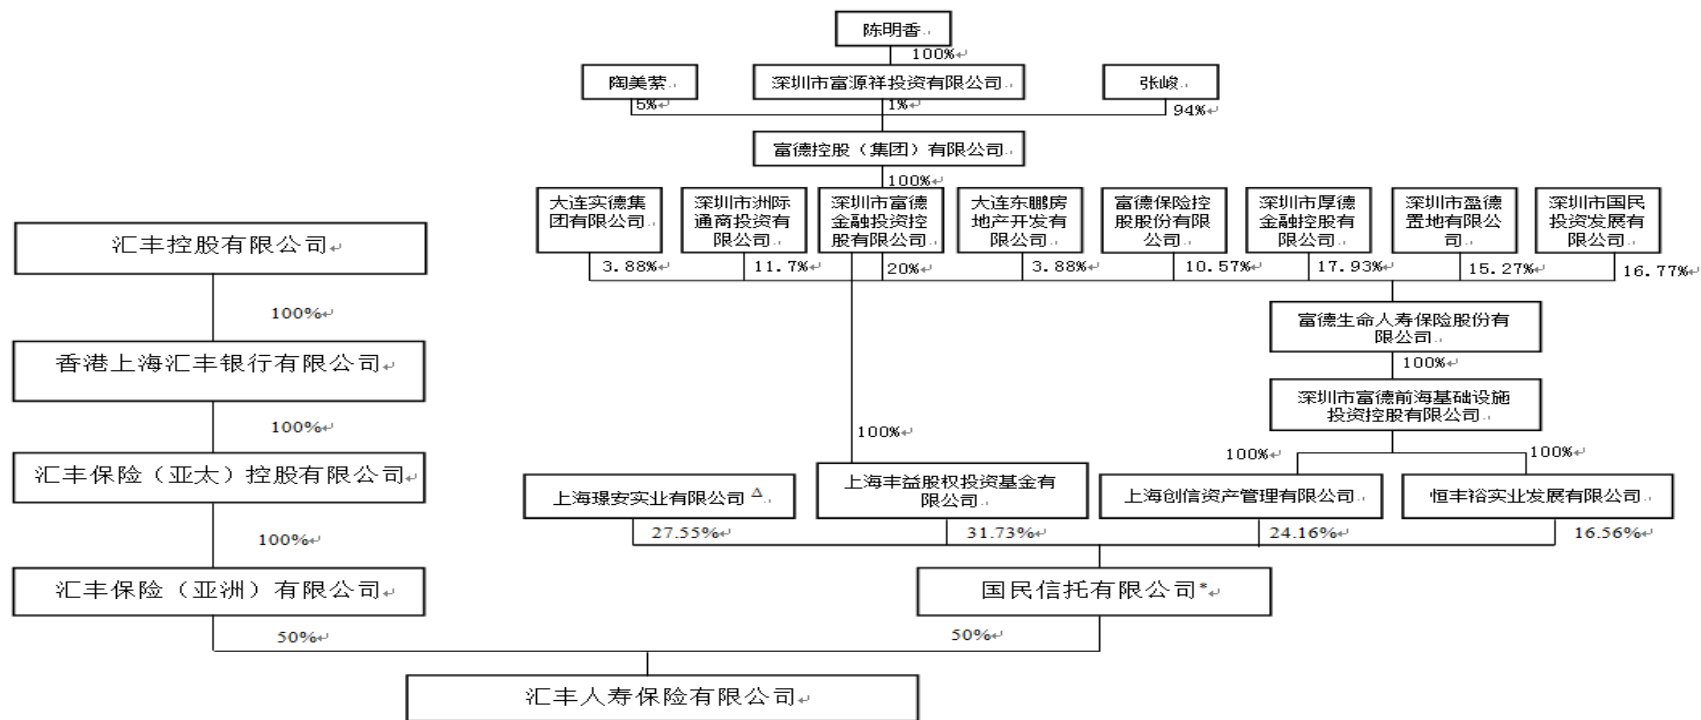 陈明香
100%
陶美萦
深圳市富源祥投资有限公司
张峻
5%
1%
94%
富德控股（集团）有限公司
100%
大连实德集
团有限公司
深圳市洲际
通商投资有
限公司
深圳市富德
金融投资控
股有限公司
大连东鹏房
地产开发有
限公司
富德保险控
股股份有限
公司
深圳市厚德
金融控股有
限公司
深圳市盈德
置地有限公
司
深圳市国民
投资发展有
限公司
3.88%
11.7%
20%
3.88%
10.57%
17.93%
15.27%
16.77%
汇丰控股有限公司
100%
富德生命人寿保险股份有
限公司
100%
香港上海汇丰银行有限公司
100%
深圳市富德前海基础设施
投资控股有限公司
100%
100%
100%
汇丰保险（亚太）控股有限公司
上海璟安实业有限公司△
上海丰益股权投资基金有
限公司
上海创信资产管理有限公司
恒丰裕实业发展有限公司
100%
27.55%
31.73%
24.16%
16.56%
汇丰保险（亚洲）有限公司
国民信托有限公司*
50%
50%
汇丰人寿保险有限公司